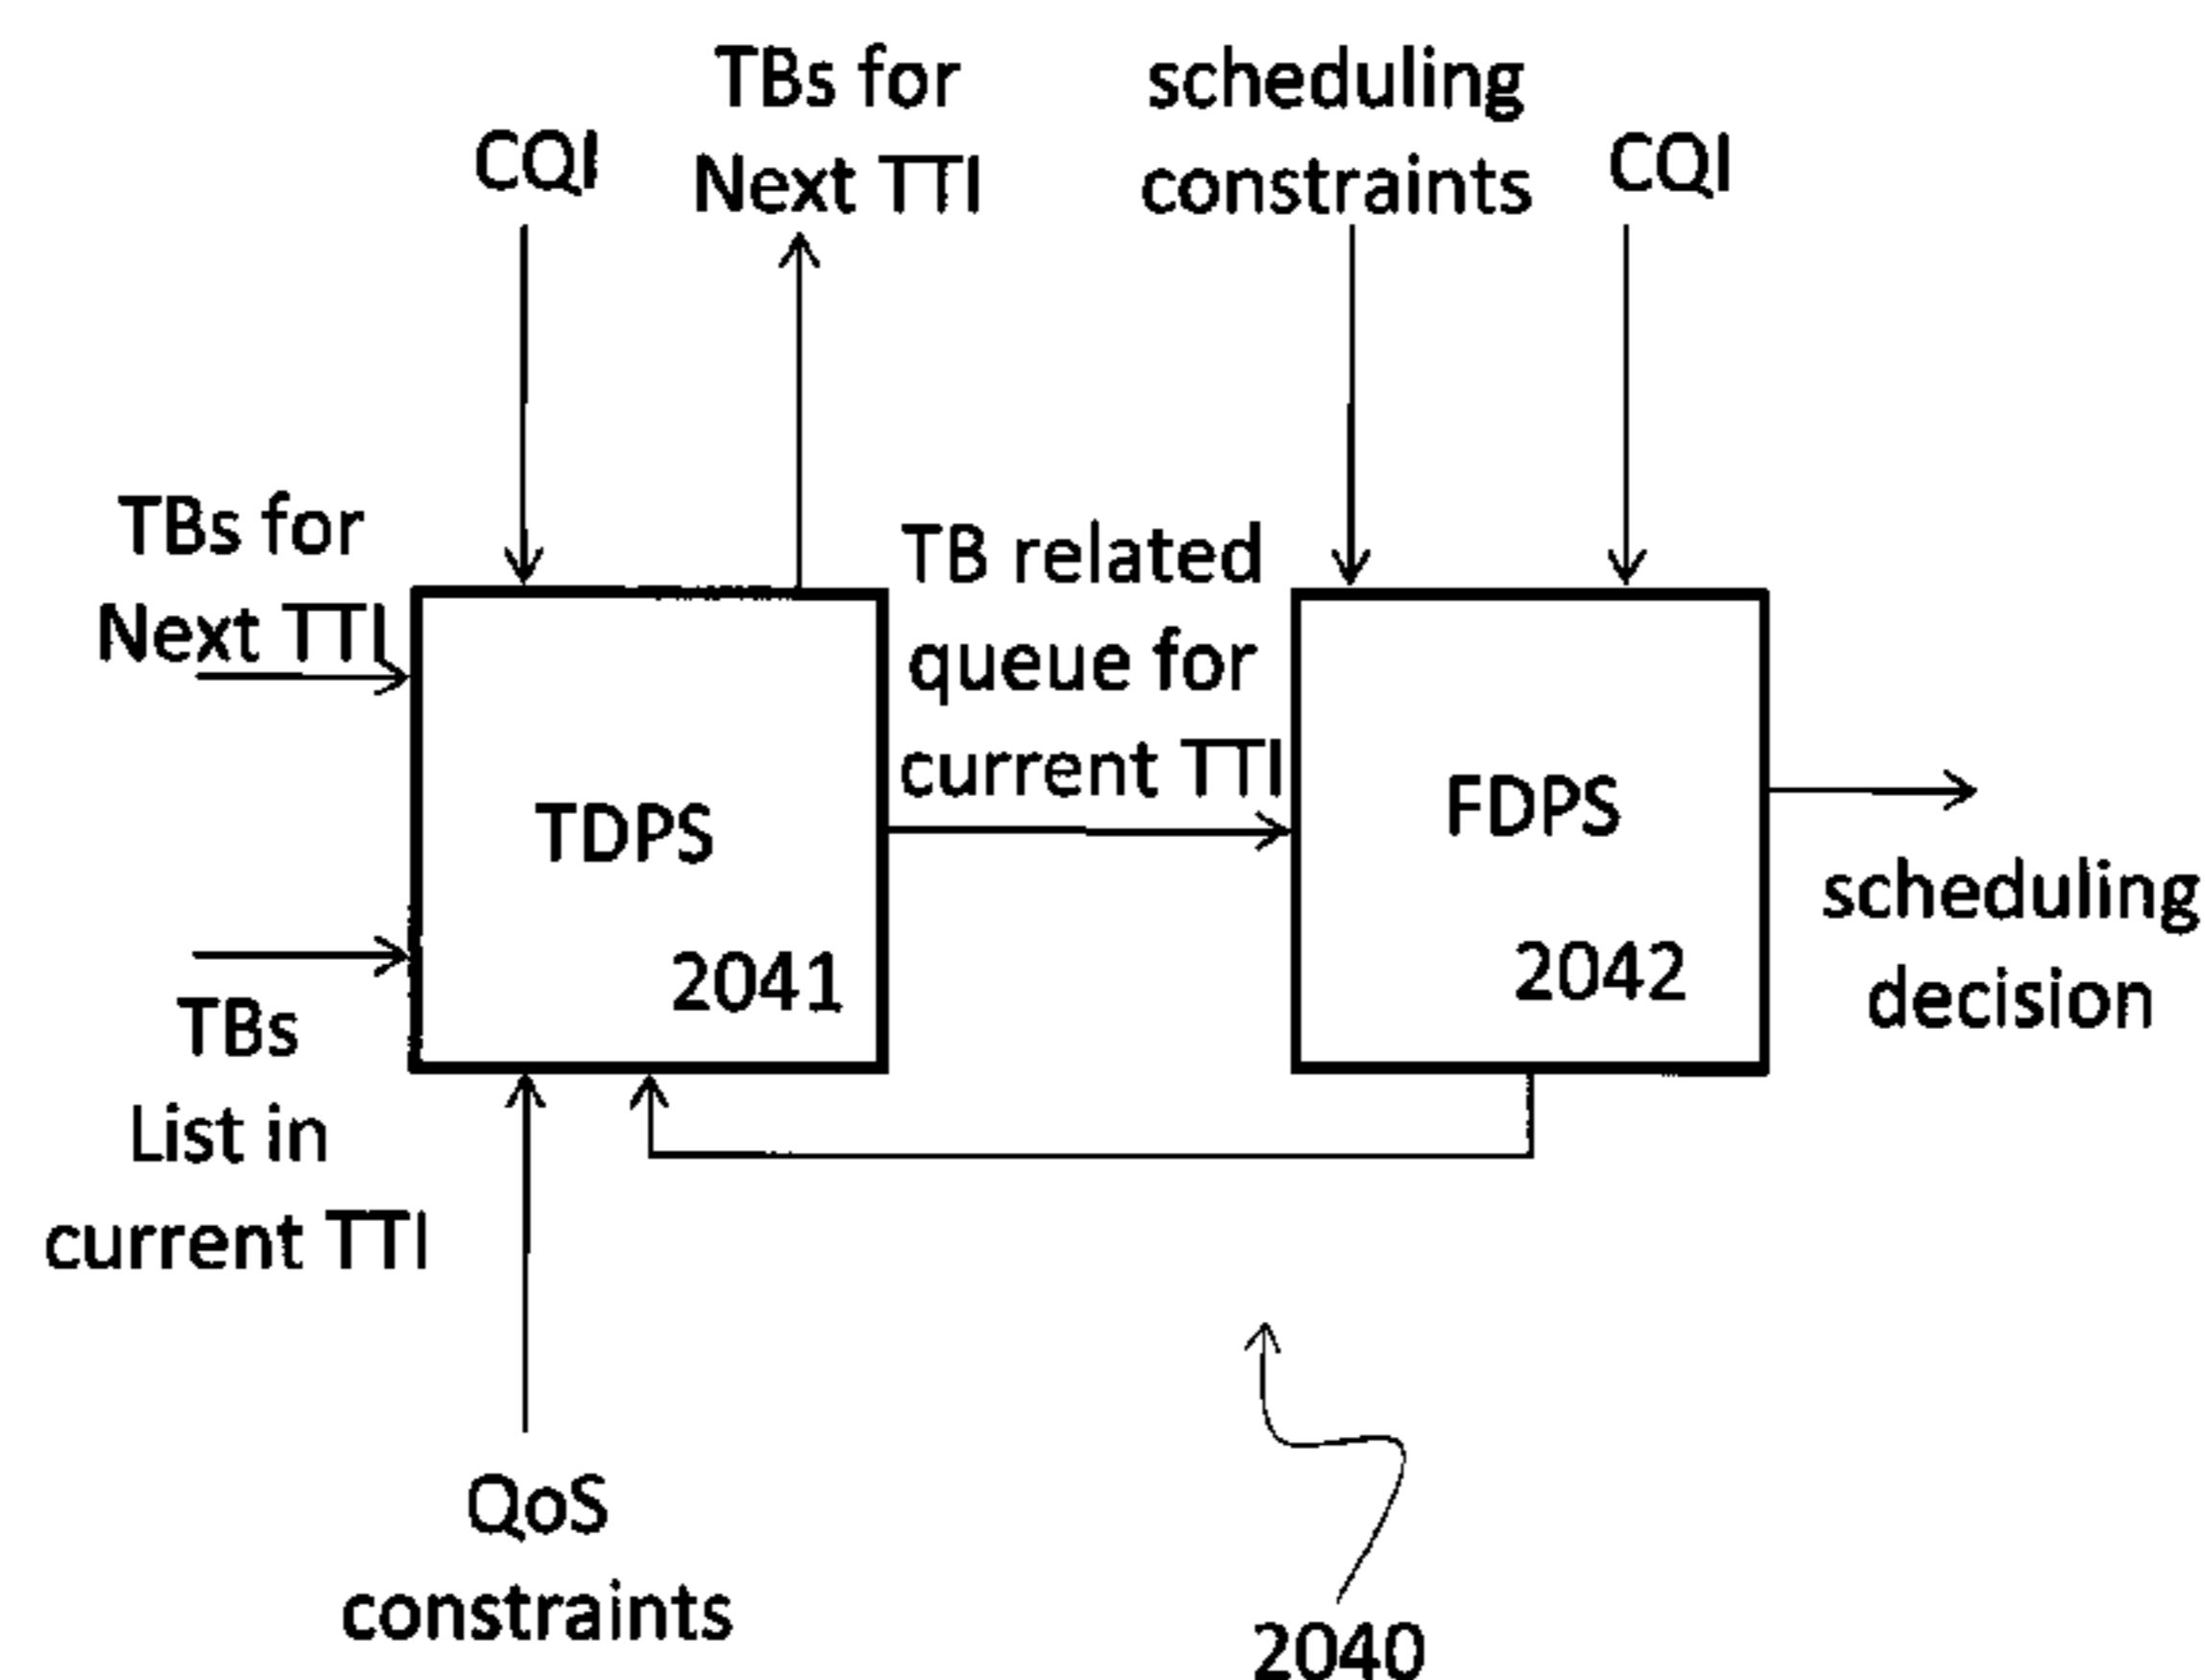 CQI
TBs for
Next TTI
scheduling
constraints
CQI
TBs for
Next TTI
TB related
queue for
current TTI
TDPS
2041
FDPS
2042
TBs
List in
current TTI
scheduling
decision
QoS
constraints
2040